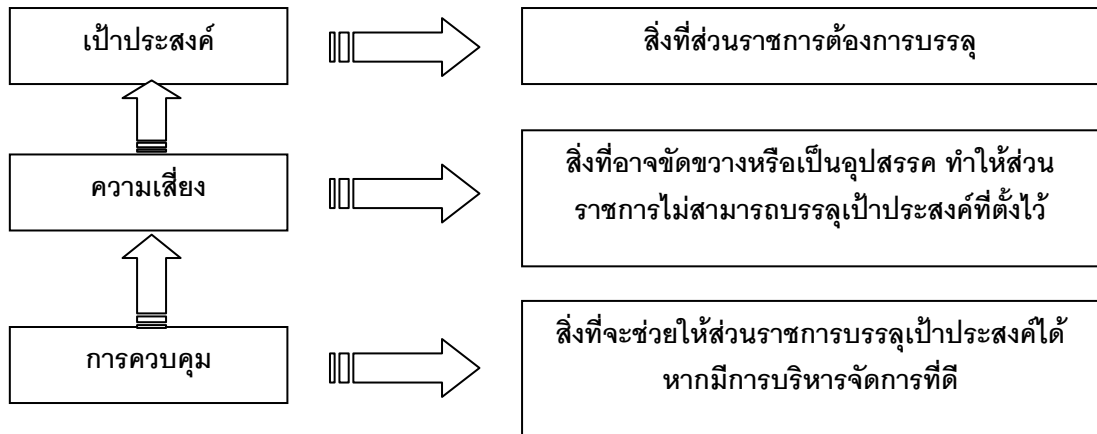 เป้าประสงค์
สิ่งที่ส่วนราชการต้องการบรรลุ
ความเสี่ยง
สิ่งที่อาจขัดขวางหรือเป็นอุปสรรค ทำให้ส่วน
ราชการไม่สามารถบรรลุเป้าประสงค์ที่ตั้งไว้
การควบคุม
สิ่งที่จะช่วยให้ส่วนราชการบรรลุเป้าประสงค์ได้
หากมีการบริหารจัดการที่ดี